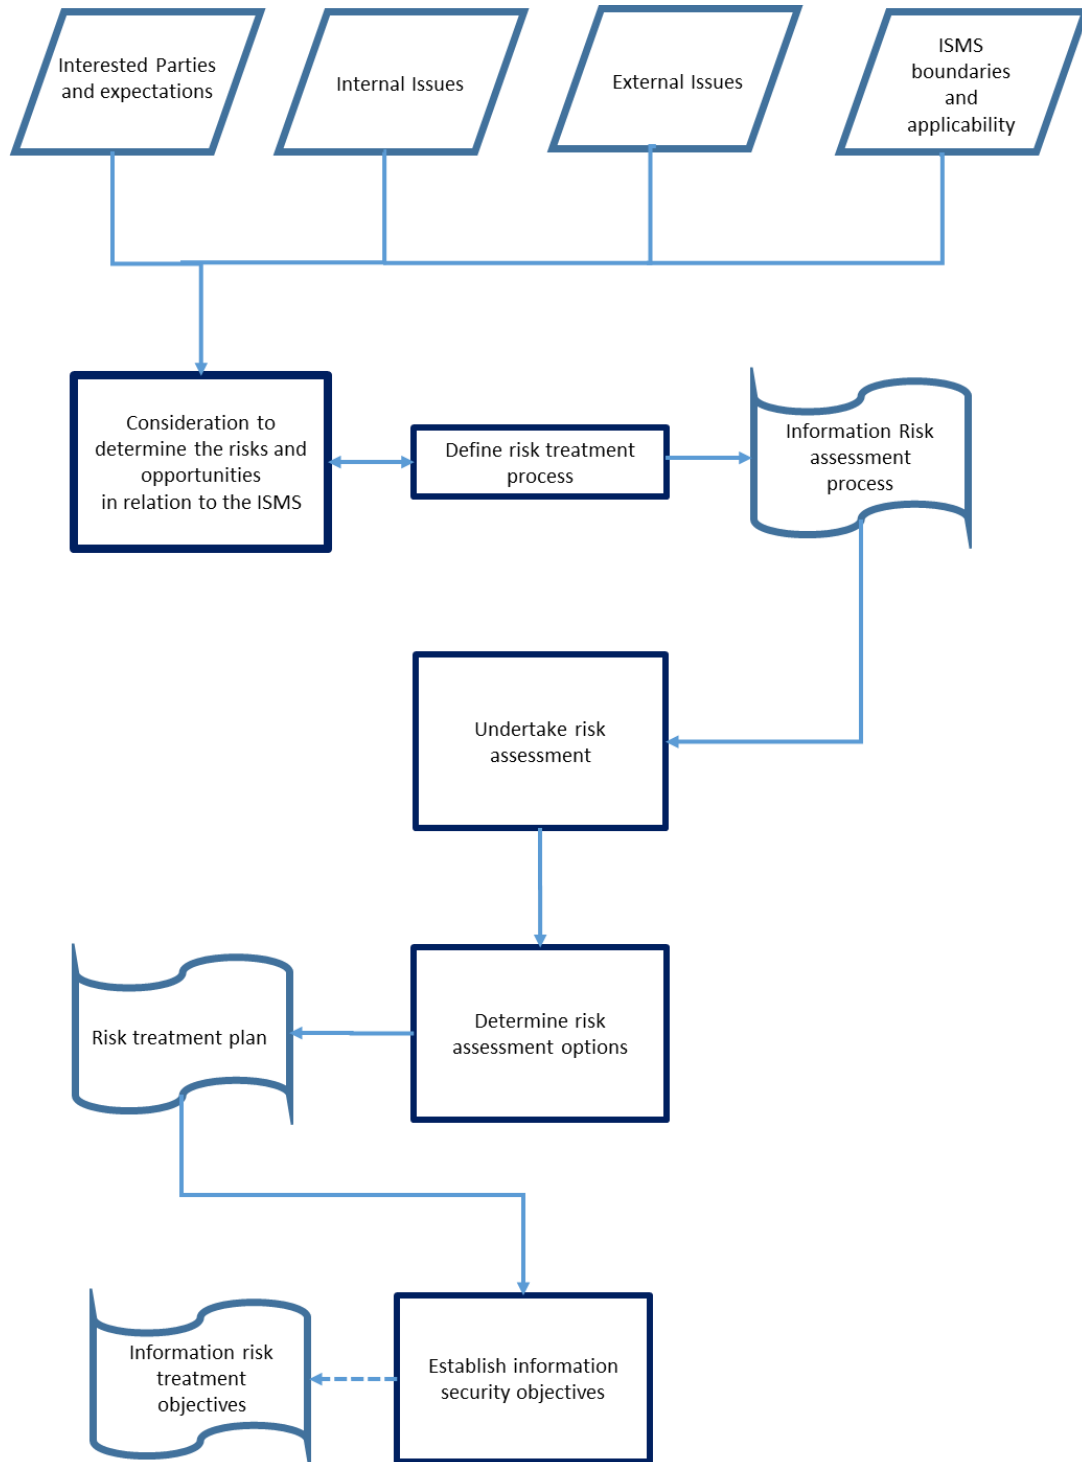 Interested Parties
and expectations
Internal Issues
External Issues
ISMS
boundaries
and
applicability
Consideration to
determine the risks and
opportunities
in relation to the ISMS
Define risk treatment
process
Information Risk
assessment
process
Undertake risk
assessment
Determine risk
assessment options
Risk treatment plan
Establish information
security objectives
Information risk
treatment
objectives